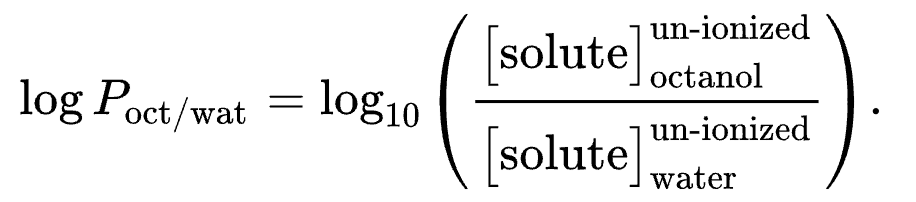 log P_oct/wat = log_10 ( [solute]^un-ionized_octanol / [solute]^un-ionized_water ).